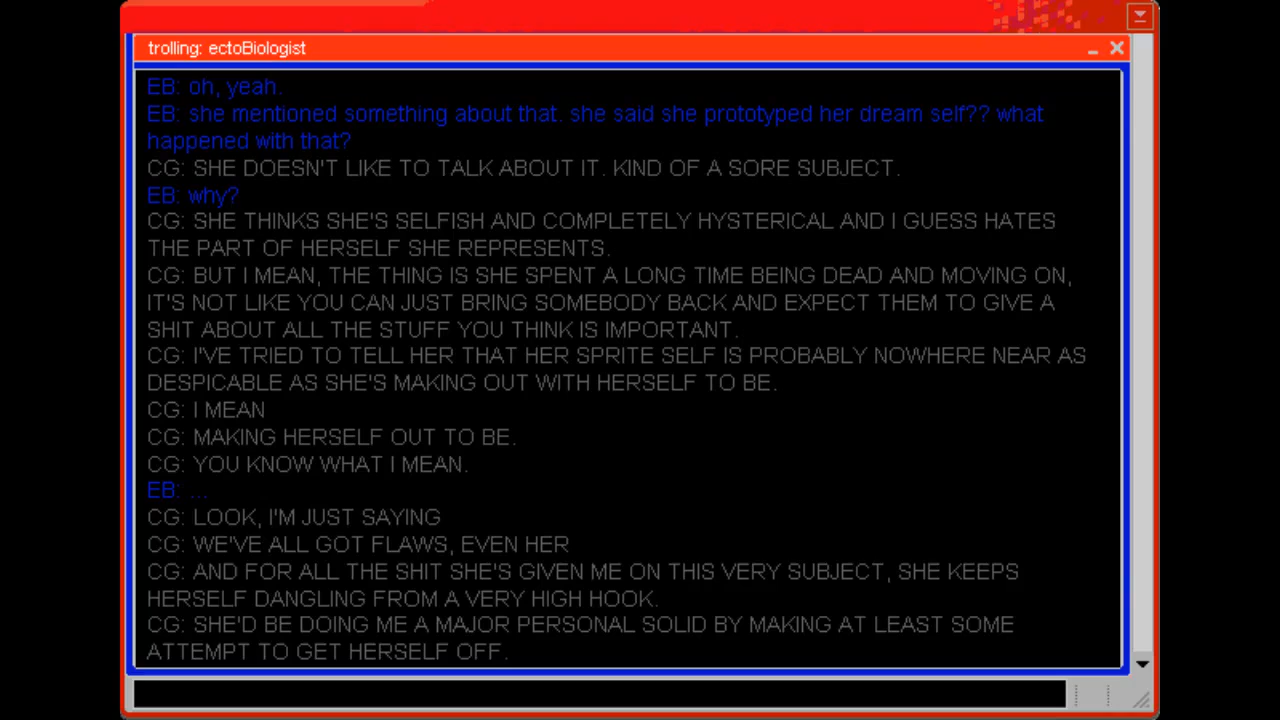 trolling: ectoBiologist
EB: oh, yeah.
EB: she mentioned something about that. she said she prototyped her dream self?? what
happened with that?
CG: SHE DOESN'T LIKE TO TALK ABOUT IT. KIND OF A SORE SUBJECT.
EB: why?
CG: SHE THINKS SHE'S SELFISH AND COMPLETELY HYSTERICAL AND I GUESS HATES
THE PART OF HERSELF SHE REPRESENTS.
CG: BUT I MEAN, THE THING IS SHE SPENT A LONG TIME BEING DEAD AND MOVING ON,
IT'S NOT LIKE YOU CAN JUST BRING SOMEBODY BACK AND EXPECT THEM TO GIVE A
SHIT ABOUT ALL THE STUFF YOU THINK IS IMPORTANT.
CG: I'VE TRIED TO TELL HER THAT HER SPRITE SELF IS PROBABLY NOWHERE NEAR AS
DESPICABLE AS SHE'S MAKING OUT WITH HERSELF TO BE.
CG: I MEAN
CG: MAKING HERSELF OUT TO BE.
CG: YOU KNOW WHAT I MEAN.
EB: ...
CG: LOOK, I'M JUST SAYING
CG: WE'VE ALL GOT FLAWS, EVEN HER
CG: AND FOR ALL THE SHIT SHE'S GIVEN ME ON THIS VERY SUBJECT, SHE KEEPS
HERSELF DANGLING FROM A VERY HIGH HOOK.
CG: SHE'D BE DOING ME A MAJOR PERSONAL SOLID BY MAKING AT LEAST SOME
ATTEMPT TO GET HERSELF OFF.